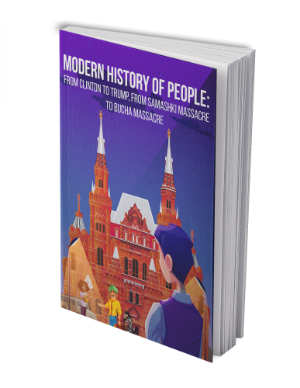 MODERN HISTORY OF PEOPLE:
FROM CLINTON TO TRUMP, FROM SAMASHKI MASSACRE
TO BUCHA MASSACRE